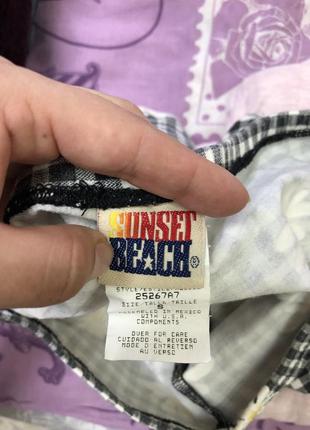 SUNSET
BEACH®
25267A7
SIZE TALLA TAILLE
S
ASSEMBLED IN MEXICO
WITH U.S.A.
COMPONENTS
OVER FOR CARE
CUIDADO AL REVERSO
MODE D'ENTRETIEN
AU VERSO